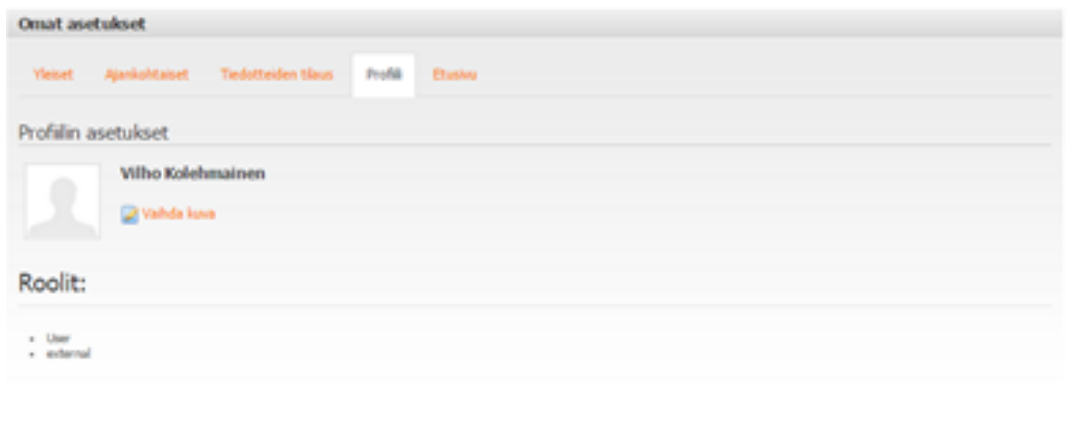 Omat asetukset
Yleiset Ajankohtaiset Tiedotteiden tilaus Profiili Etusivu
Profiilin asetukset
Vilho Kolehmainen
Vaihda kuva
Roolit:
• User
• external